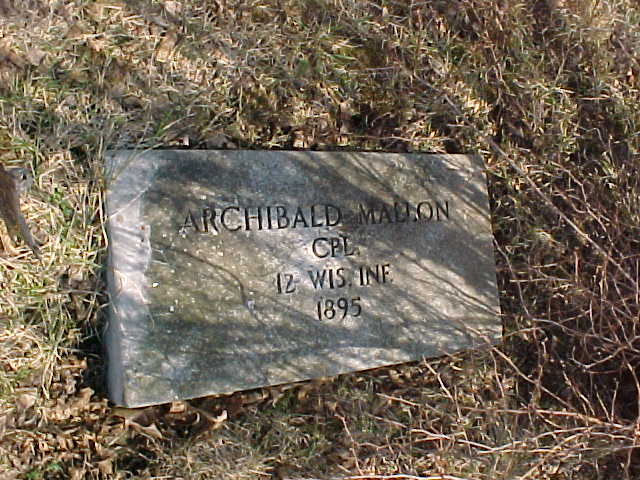 ARCHIBALD MALLON
CPL.
12 WIS. INF.
1895